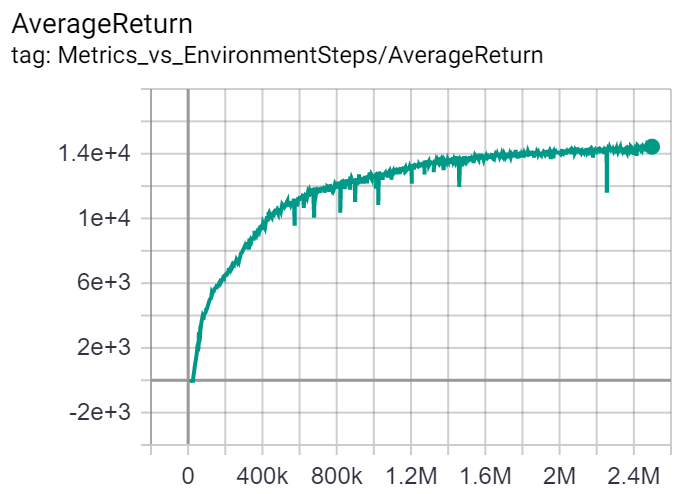 AverageReturn
tag: Metrics_vs_EnvironmentSteps/AverageReturn
1.4e+4
1e+4
6e+3
2e+3
-2e+3
0 400k 800k 1.2M 1.6M 2M 2.4M